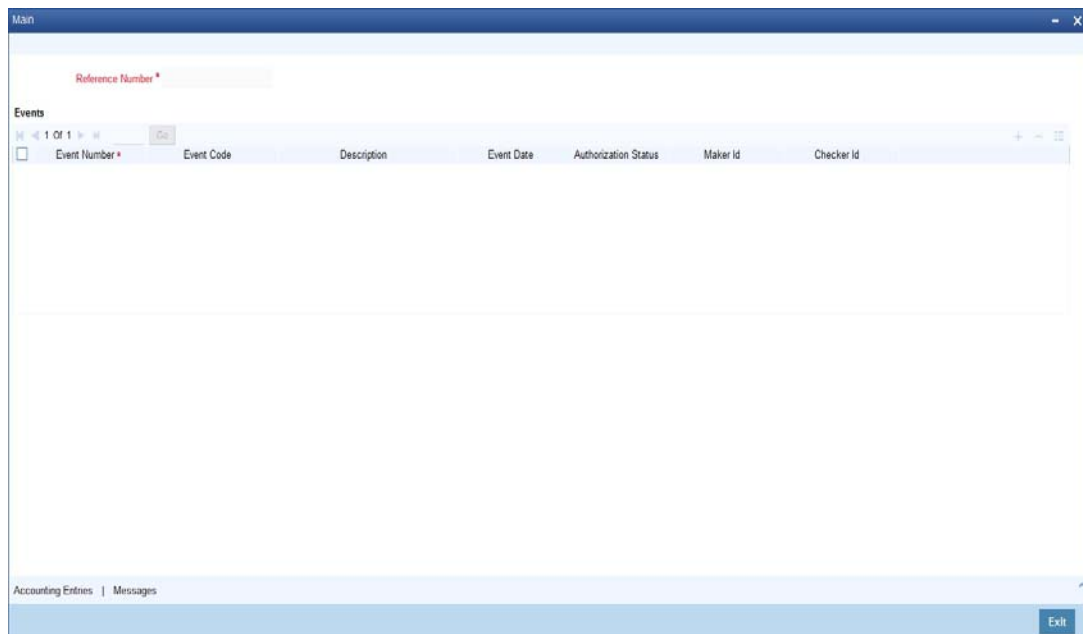 Main
Reference Number *
Events
1 Of 1 Go
Event Number * Event Code Description Event Date Authorization Status Maker Id Checker Id
Accounting Entries | Messages
Exit